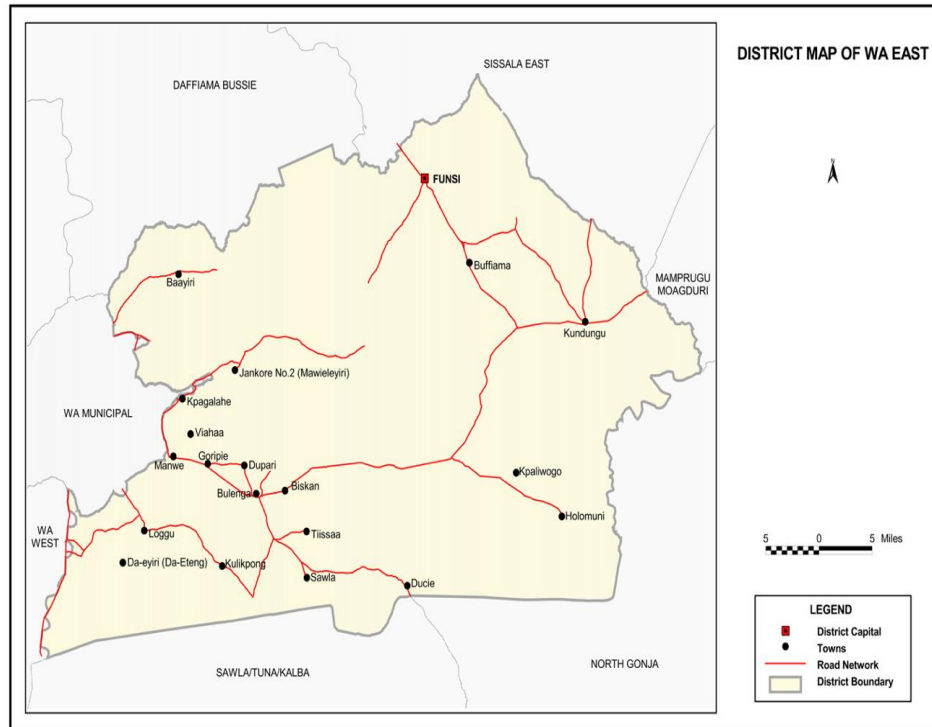 DISTRICT MAP OF WA EAST
SISSALA EAST
DAFFIAMA BUSSIE
N
FUNSI
Buffiama
Baayiri
MAMPRUGU
MOAGDURI
Kundungu
Jankore No.2 (Mawieleyiri)
Kpagalahe
WA MUNICIPAL
Viahaa
Manwe
Goripie
Dupari
Kpaliwogo
Bulenga
Biskan
Holomuni
WA
WEST
Loggu
Tiissaa
Da-eyiri (Da-Eteng)
Kulikpong
Sawla
Ducie
5 0 5 Miles
LEGEND
District Capital
Towns
Road Network
District Boundary
NORTH GONJA
SAWLA/TUNA/KALBA